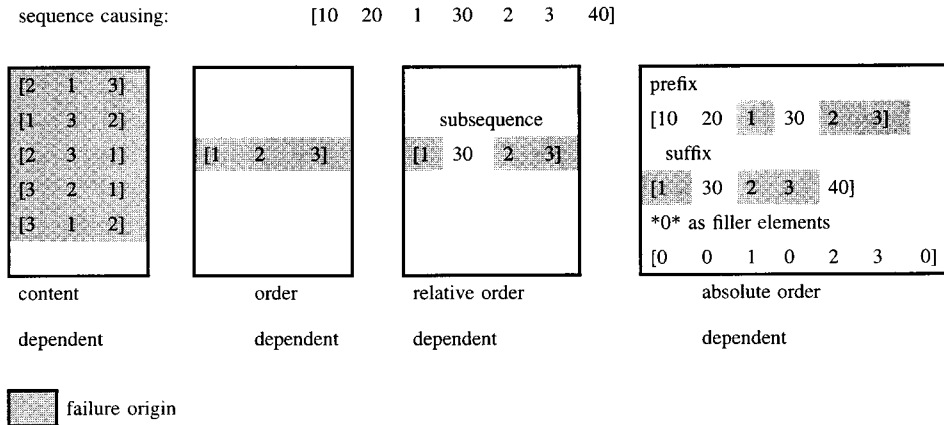 sequence causing: [10 20 1 30 2 3 40]
[2 1 3]
[1 3 2]
[2 3 1]
[3 2 1]
[3 1 2]
content
dependent
[1 2 3]
order
dependent
subsequence
[1 30 2 3]
relative order
dependent
prefix
[10 20 1 30 2 3]
suffix
[1 30 2 3 40]
*0* as filler elements
[0 0 1 0 2 3 0]
absolute order
dependent
failure origin